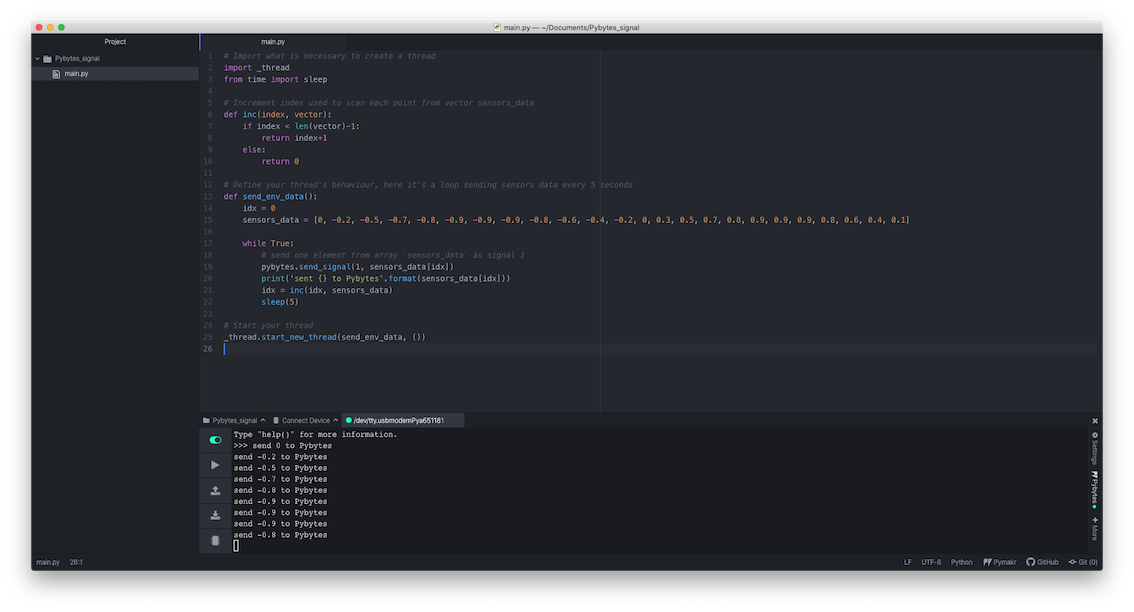 main.py — ~/Documents/Pybytes_signal
Project
main.py
Pybytes_signal
main.py
1 # Import what is necessary to create a thread
2 import _thread
3 from time import sleep
4
5 # Increment index used to scan each point from vector sensors_data
6 def inc(index, vector):
7 if index < len(vector)-1:
8 return index+1
9 else:
10 return 0
11
12 # Define your thread's behaviour, here it's a loop sending sensors data every 5 seconds
13 def send_env_data():
14 idx = 0
15 sensors_data = [0, -0.2, -0.5, -0.7, -0.8, -0.9, -0.9, -0.9, -0.8, -0.6, -0.4, -0.2, 0, 0.3, 0.5, 0.7, 0.8, 0.9, 0.9, 0.9, 0.8, 0.6, 0.4, 0.1]
16
17 while True:
18 # send one element from array `sensors_data` as signal 1
19 pybytes.send_signal(1, sensors_data[idx])
20 print('sent {} to Pybytes'.format(sensors_data[idx]))
21 idx = inc(idx, sensors_data)
22 sleep(5)
23
24 # Start your thread
25 _thread.start_new_thread(send_env_data, ())
26
Pybytes_signal Connect Device /dev/tty.usbmodemPya651181
Type "help()" for more information.
>>> send 0 to Pybytes
send -0.2 to Pybytes
send -0.5 to Pybytes
send -0.7 to Pybytes
send -0.8 to Pybytes
send -0.9 to Pybytes
send -0.9 to Pybytes
send -0.9 to Pybytes
send -0.8 to Pybytes
Settings
Pybytes
More
main.py 26:1 LF UTF-8 Python Pymakr GitHub Git (0)